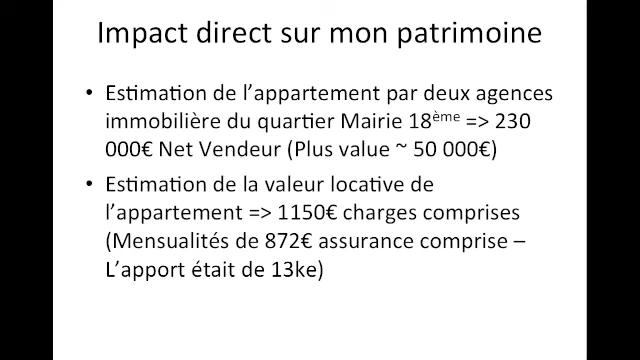 Impact direct sur mon patrimoine
• Estimation de l’appartement par deux agences
immobilière du quartier Mairie 18ème => 230
000€ Net Vendeur (Plus value ~ 50 000€)
• Estimation de la valeur locative de
l’appartement => 1150€ charges comprises
(Mensualités de 872€ assurance comprise –
L’apport était de 13ke)